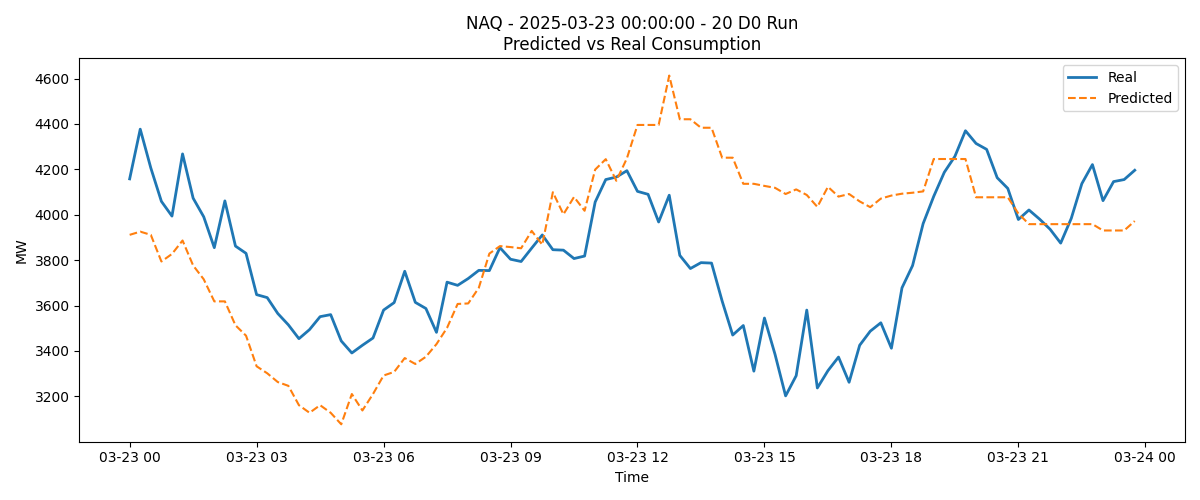 NAQ - 2025-03-23 00:00:00 - 20 D0 Run
Predicted vs Real Consumption
Real
Predicted
MW
4600
4400
4200
4000
3800
3600
3400
3200
03-23 00
03-23 03
03-23 06
03-23 09
03-23 12
03-23 15
03-23 18
03-23 21
03-24 00
Time